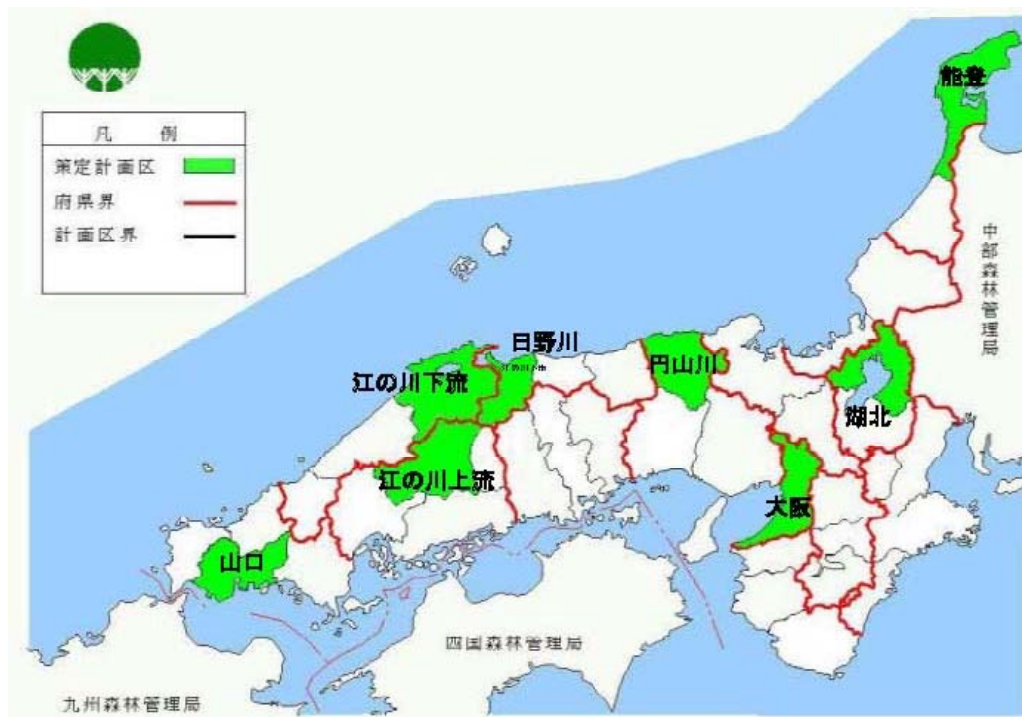 能登
凡 例
策定計画区
府県界
計画区界
中部森林管理局
日野川
円山川
江の川下流
湖北
江の川上流
大阪
山口
四国森林管理局
九州森林管理局